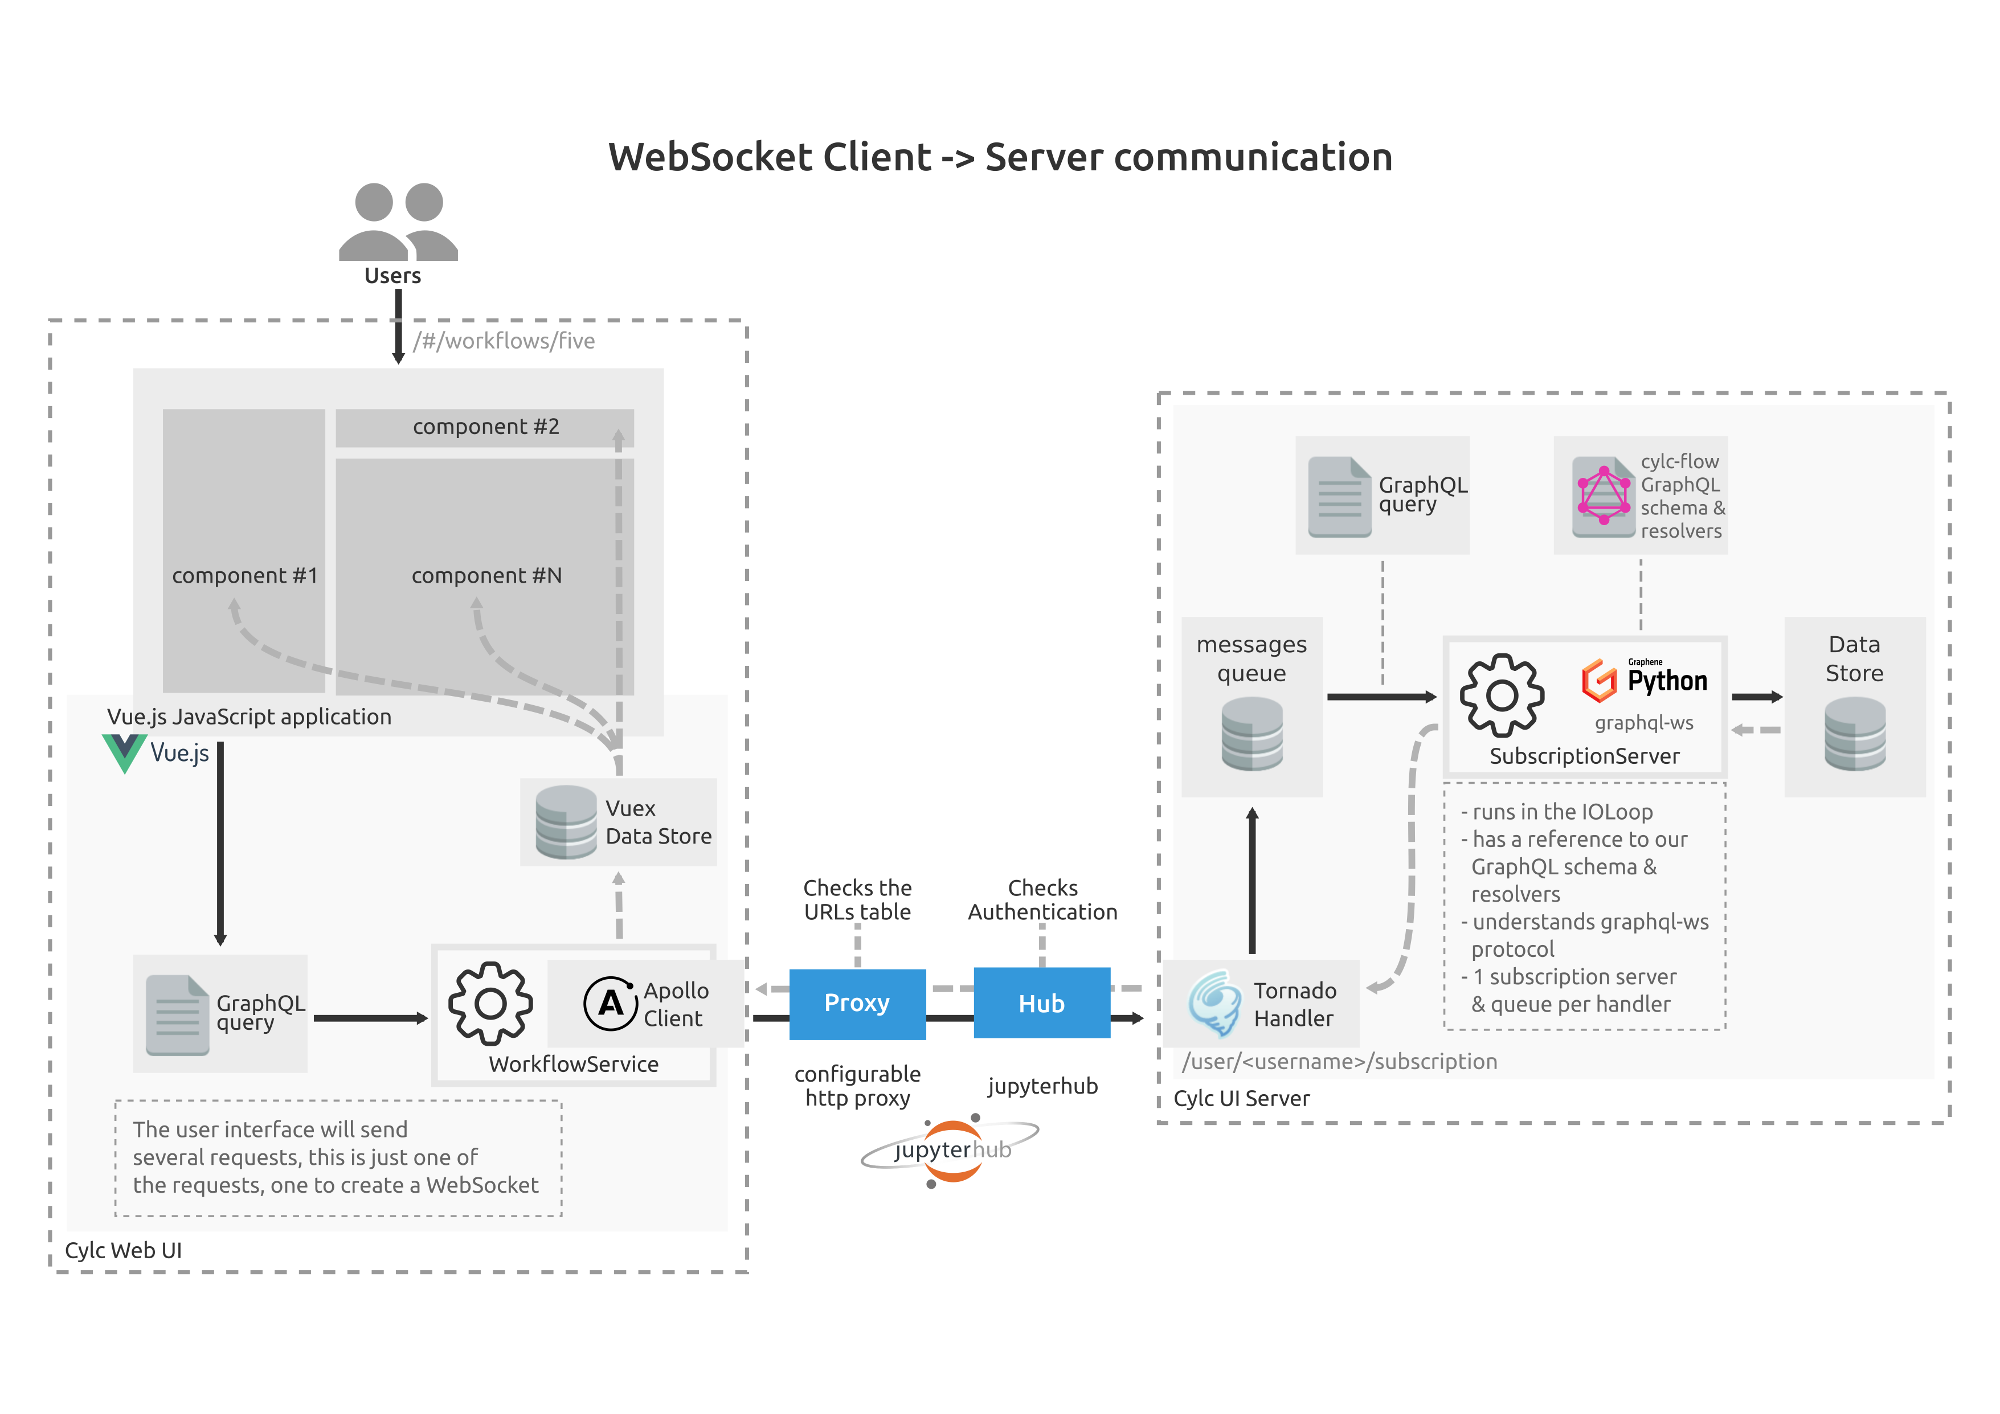 WebSocket Client -> Server communication
Users
/#/workflows/five
component #2
component #1
component #N
Vue.js JavaScript application
Vue.js
Vuex
Data Store
GraphQL
query
Apollo
Client
WorkflowService
The user interface will send
several requests, this is just one of
the requests, one to create a WebSocket
Cylc Web UI
Checks the
URLs table
Checks
Authentication
Proxy
Hub
configurable
http proxy
jupyterhub
jupyterhub
GraphQL
query
cylc-flow
GraphQL
schema &
resolvers
messages
queue
Graphene
Python
graphql-ws
SubscriptionServer
Data
Store
- runs in the IOLoop
- has a reference to our
GraphQL schema &
resolvers
- understands graphql-ws
protocol
- 1 subscription server
& queue per handler
Tornado
Handler
/user/<username>/subscription
Cylc UI Server